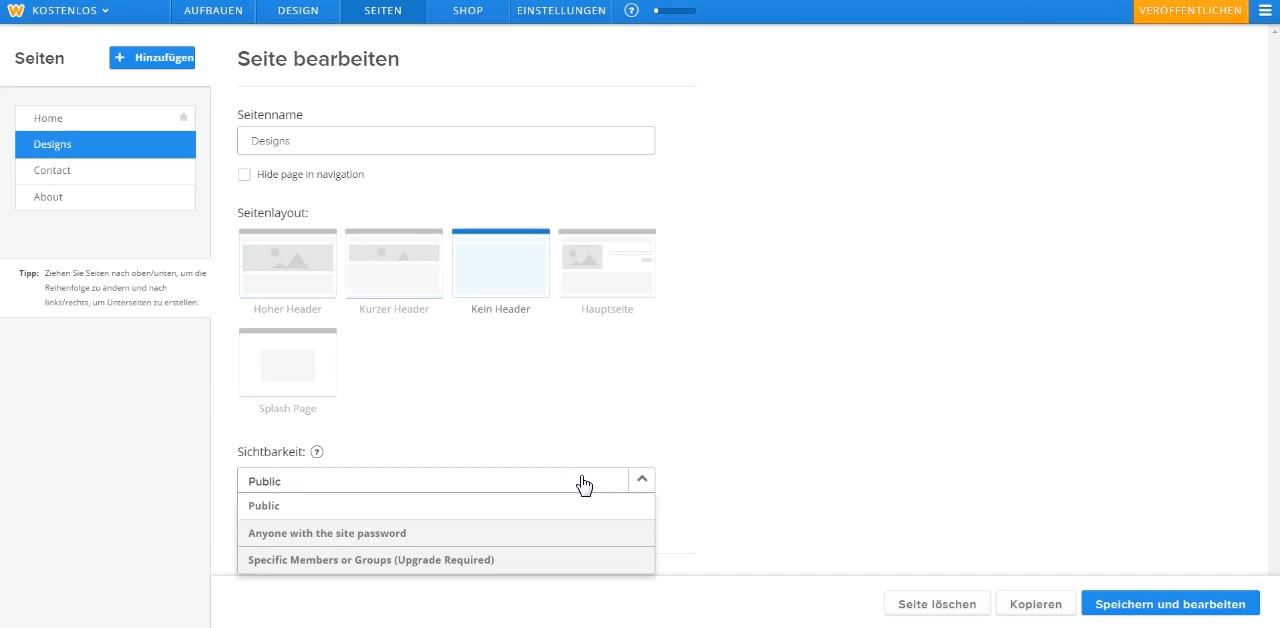 KOSTENLOS
AUFBAUEN
DESIGN
SEITEN
SHOP
EINSTELLUNGEN
?
VERÖFFENTLICHEN
Seiten
+ Hinzufügen
Home
Designs
Contact
About
Tipp: Ziehen Sie Seiten nach oben/unten, um die
Reihenfolge zu ändern und nach
links/rechts, um Unterseiten zu erstellen.
Seite bearbeiten
Seitenname
Designs
Hide page in navigation
Seitenlayout:
Hoher Header
Kurzer Header
Kein Header
Hauptseite
Splash Page
Sichtbarkeit: ?
Public
Public
Anyone with the site password
Specific Members or Groups (Upgrade Required)
Seite löschen
Kopieren
Speichern und bearbeiten